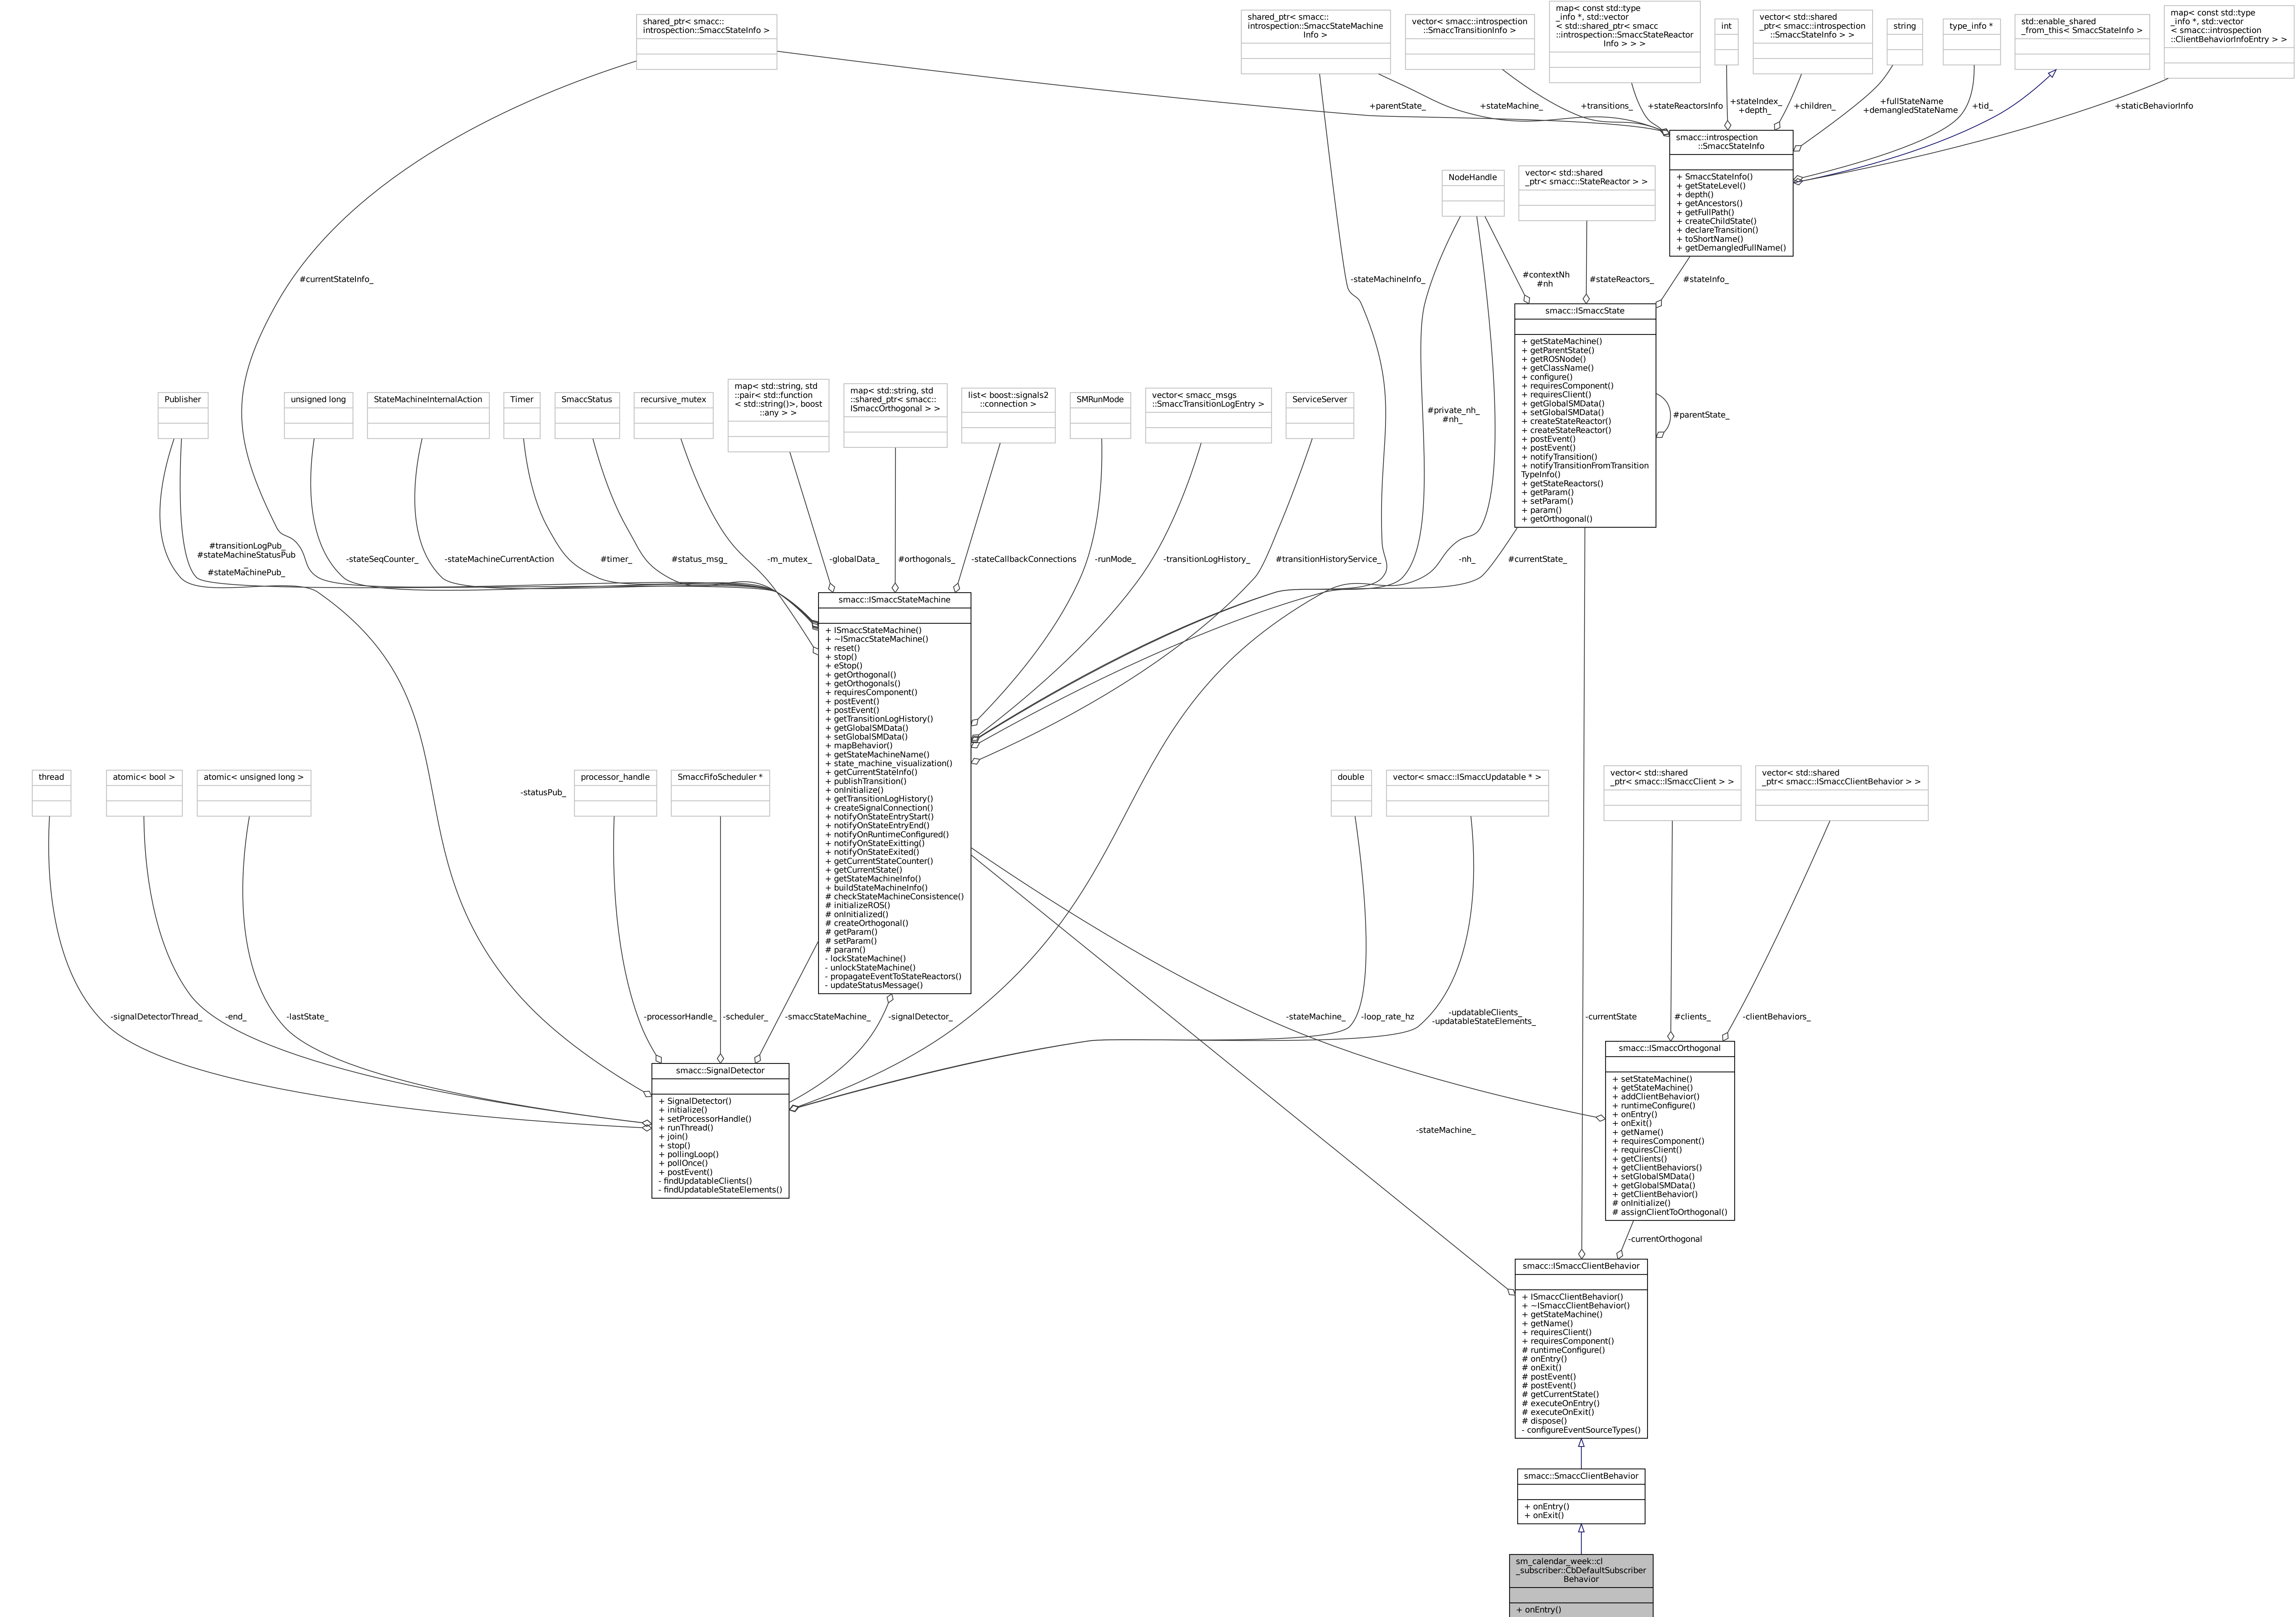 shared_ptr< smacc::
introspection::SmaccStateInfo >
shared_ptr< smacc::
introspection::SmaccStateMachine
Info >
vector< smacc::introspection
::SmaccTransitionInfo >
map< const std::type
_info *, std::vector
< std::shared_ptr< smacc
::introspection::SmaccStateReactor
Info > > >
int
vector< std::shared
_ptr< smacc::introspection
::SmaccStateInfo > >
string
type_info *
std::enable_shared
_from_this< SmaccStateInfo >
map< const std::type
_info *, std::vector
< smacc::introspection
::ClientBehaviorInfoEntry > >
+parentState_
+stateMachine_
+transitions_
+stateReactorsInfo
+stateIndex_
+depth_
+children_
+fullStateName
+demangledStateName
+tid_
+staticBehaviorInfo
smacc::introspection
::SmaccStateInfo
+ SmaccStateInfo()
+ getStateLevel()
+ depth()
+ getAncestors()
+ getFullPath()
+ createChildState()
+ declareTransition()
+ toShortName()
+ getDemangledFullName()
NodeHandle
vector< std::shared
_ptr< smacc::StateReactor > >
#currentStateInfo_
-stateMachineInfo_
#contextNh
#nh
#stateReactors_
#stateInfo_
smacc::ISmaccState
+ getStateMachine()
+ getParentState()
+ getROSNode()
+ getClassName()
+ configure()
+ requiresComponent()
+ requiresClient()
+ getGlobalSMData()
+ setGlobalSMData()
+ createStateReactor()
+ createStateReactor()
+ postEvent()
+ postEvent()
+ notifyTransition()
+ notifyTransitionFromTransition
TypeInfo()
+ getStateReactors()
+ getParam()
+ setParam()
+ param()
+ getOrthogonal()
#parentState_
Publisher
unsigned long
StateMachineInternalAction
Timer
SmaccStatus
recursive_mutex
map< std::string, std
::pair< std::function
< std::string()>, boost
::any > >
map< std::string, std
::shared_ptr< smacc::
ISmaccOrthogonal > >
list< boost::signals2
::connection >
SMRunMode
vector< smacc_msgs
::SmaccTransitionLogEntry >
ServiceServer
#private_nh_
#nh_
#transitionLogPub_
#stateMachineStatusPub
_
#stateMachinePub_
-stateSeqCounter_
-stateMachineCurrentAction
#timer_
#status_msg_
-m_mutex_
-globalData_
#orthogonals_
-stateCallbackConnections
-runMode_
-transitionLogHistory_
#transitionHistoryService_
-nh_
#currentState_
smacc::ISmaccStateMachine
+ ISmaccStateMachine()
+ ~ISmaccStateMachine()
+ reset()
+ stop()
+ eStop()
+ getOrthogonal()
+ getOrthogonals()
+ requiresComponent()
+ postEvent()
+ postEvent()
+ getTransitionLogHistory()
+ getGlobalSMData()
+ setGlobalSMData()
+ mapBehavior()
+ getStateMachineName()
+ state_machine_visualization()
+ getCurrentStateInfo()
+ publishTransition()
+ onInitialize()
+ getTransitionLogHistory()
+ createSignalConnection()
+ notifyOnStateEntryStart()
+ notifyOnStateEntryEnd()
+ notifyOnRuntimeConfigured()
+ notifyOnStateExitting()
+ notifyOnStateExited()
+ getCurrentStateCounter()
+ getCurrentState()
+ getStateMachineInfo()
+ buildStateMachineInfo()
# checkStateMachineConsistence()
# initializeROS()
# onInitialized()
# createOrthogonal()
# getParam()
# setParam()
# param()
- lockStateMachine()
- unlockStateMachine()
- propagateEventToStateReactors()
- updateStatusMessage()
thread
atomic< bool >
atomic< unsigned long >
-statusPub_
processor_handle
SmaccFifoScheduler *
double
vector< smacc::ISmaccUpdatable * >
vector< std::shared
_ptr< smacc::ISmaccClient > >
vector< std::shared
_ptr< smacc::ISmaccClientBehavior > >
-signalDetectorThread_
-end_
-lastState_
-processorHandle_
-scheduler_
-smaccStateMachine_
-signalDetector_
-stateMachine_
-loop_rate_hz
-updatableClients_
-updatableStateElements_
-currentState
#clients_
-clientBehaviors_
smacc::SignalDetector
+ SignalDetector()
+ initialize()
+ setProcessorHandle()
+ runThread()
+ join()
+ stop()
+ pollingLoop()
+ pollOnce()
+ postEvent()
- findUpdatableClients()
- findUpdatableStateElements()
smacc::ISmaccOrthogonal
+ setStateMachine()
+ getStateMachine()
+ addClientBehavior()
+ runtimeConfigure()
+ onEntry()
+ onExit()
+ getName()
+ requiresComponent()
+ requiresClient()
+ getClients()
+ getClientBehaviors()
+ setGlobalSMData()
+ getGlobalSMData()
+ getClientBehavior()
# onInitialize()
# assignClientToOrthogonal()
-stateMachine_
-currentOrthogonal
smacc::ISmaccClientBehavior
+ ISmaccClientBehavior()
+ ~ISmaccClientBehavior()
+ getStateMachine()
+ getName()
+ requiresClient()
+ requiresComponent()
# runtimeConfigure()
# onEntry()
# onExit()
# postEvent()
# postEvent()
# getCurrentState()
# executeOnEntry()
# executeOnExit()
# dispose()
- configureEventSourceTypes()
smacc::SmaccClientBehavior
+ onEntry()
+ onExit()
sm_calendar_week::cl
_subscriber::CbDefaultSubscriber
Behavior
+ onEntry()